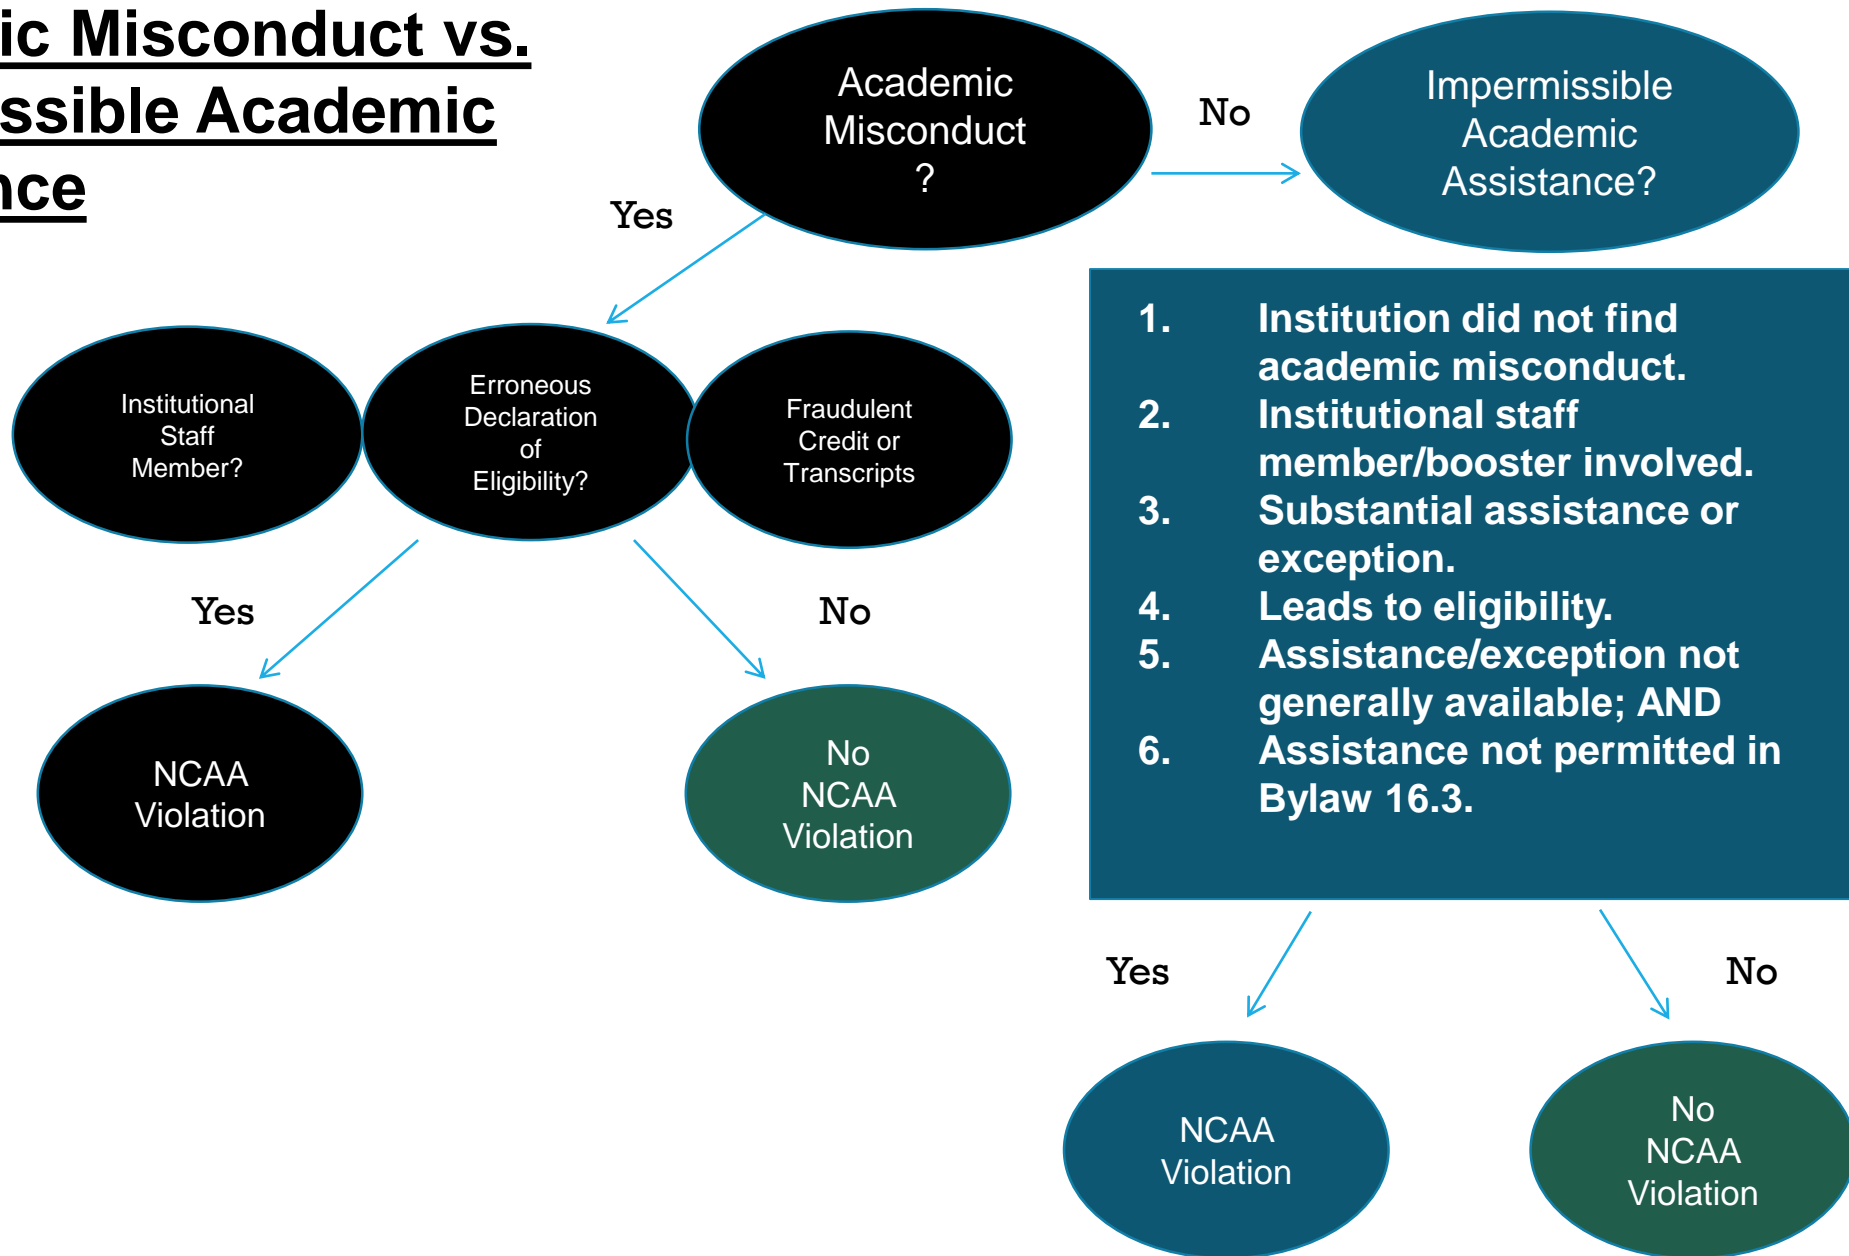 ic Misconduct vs.
ssible Academic
nce
Academic
Misconduct
?
No
Impermissible
Academic
Assistance?
Yes
Institutional
Staff
Member?
Erroneous
Declaration
of
Eligibility?
Fraudulent
Credit or
Transcripts
1. Institution did not find
academic misconduct.
2. Institutional staff
member/booster involved.
3. Substantial assistance or
exception.
4. Leads to eligibility.
5. Assistance/exception not
generally available; AND
6. Assistance not permitted in
Bylaw 16.3.
Yes
No
NCAA
Violation
No
NCAA
Violation
Yes
No
NCAA
Violation
No
NCAA
Violation